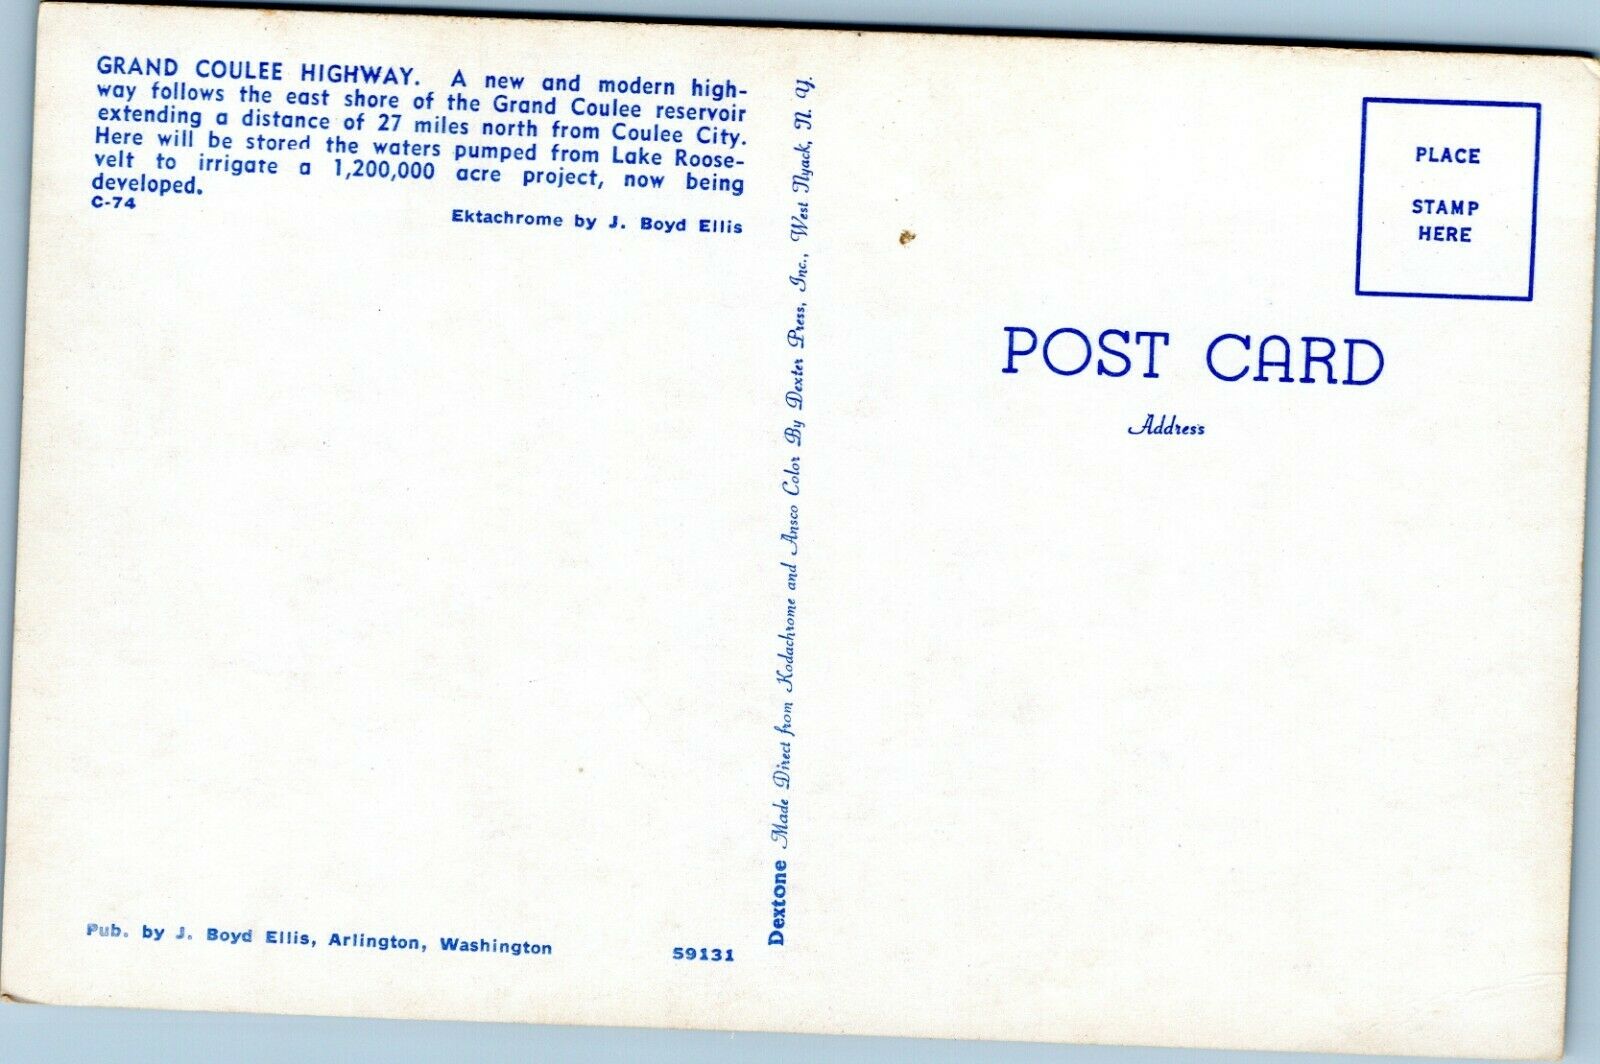 GRAND COULEE HIGHWAY. A new and modern high-
way follows the east shore of the Grand Coulee reservoir
extending a distance of 27 miles north from Coulee City.
Here will be stored the waters pumped from Lake Roose-
velt to irrigate a 1,200,000 acre project, now being
developed.
C-74
Ektachrome by J. Boyd Ellis
Pub. by J. Boyd Ellis, Arlington, Washington
59131
Dextone Made Direct from Kodachrome and Ansco Color By Dexter Press, Inc., West Nyack, N. Y.
PLACE
STAMP
HERE
POST CARD
Address